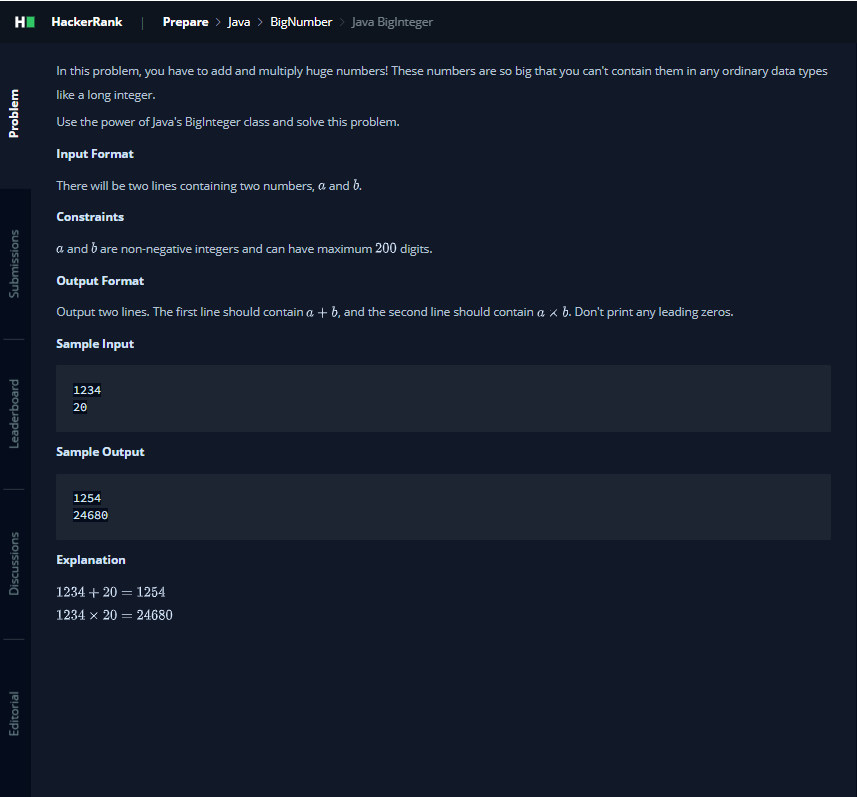 HackerRank | Prepare > Java > BigNumber > Java BigInteger
Problem
Submissions
Leaderboard
Discussions
Editorial
In this problem, you have to add and multiply huge numbers! These numbers are so big that you can't contain them in any ordinary data types
like a long integer.
Use the power of Java's BigInteger class and solve this problem.
Input Format
There will be two lines containing two numbers, a and b.
Constraints
a and b are non-negative integers and can have maximum 200 digits.
Output Format
Output two lines. The first line should contain a + b, and the second line should contain a × b. Don't print any leading zeros.
Sample Input
1234
20
Sample Output
1254
24680
Explanation
1234 + 20 = 1254
1234 × 20 = 24680